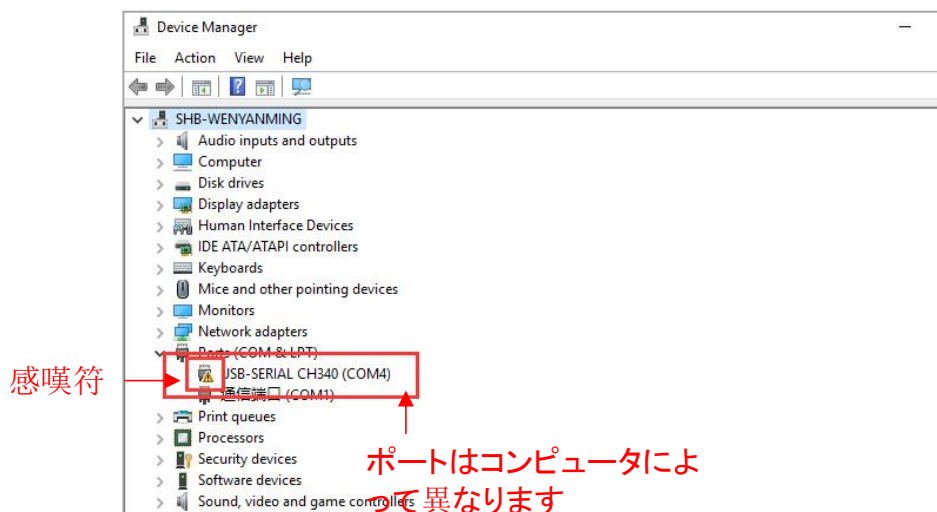 Device Manager
File Action View Help
SHB-WENYANMING
Audio inputs and outputs
Computer
Disk drives
Display adapters
Human Interface Devices
IDE ATA/ATAPI controllers
Keyboards
Mice and other pointing devices
Monitors
Network adapters
Ports (COM & LPT)
感嘆符
USB-SERIAL CH340 (COM4)
通信端口 (COM1)
Print queues
Processors
Security devices
Software devices
Sound, video and game controllers
ポートはコンピュータによ
って異なります